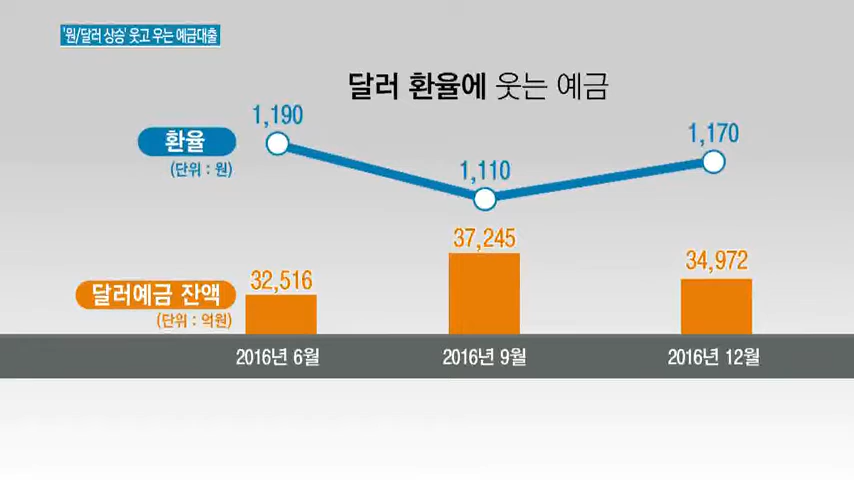 '원/달러 상승' 웃고 우는 예금대출
달러 환율에 웃는 예금
환율
(단위 : 원)
1,190
1,110
1,170
달러예금 잔액
(단위 : 억원)
32,516
37,245
34,972
2016년 6월
2016년 9월
2016년 12월